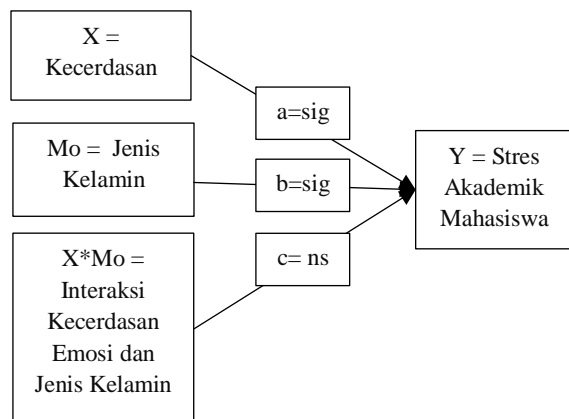 X =
Kecerdasan
a=sig
Mo = Jenis
Kelamin
b=sig
Y = Stres
Akademik
Mahasiswa
X*Mo =
Interaksi
Kecerdasan
Emosi dan
Jenis Kelamin
c= ns